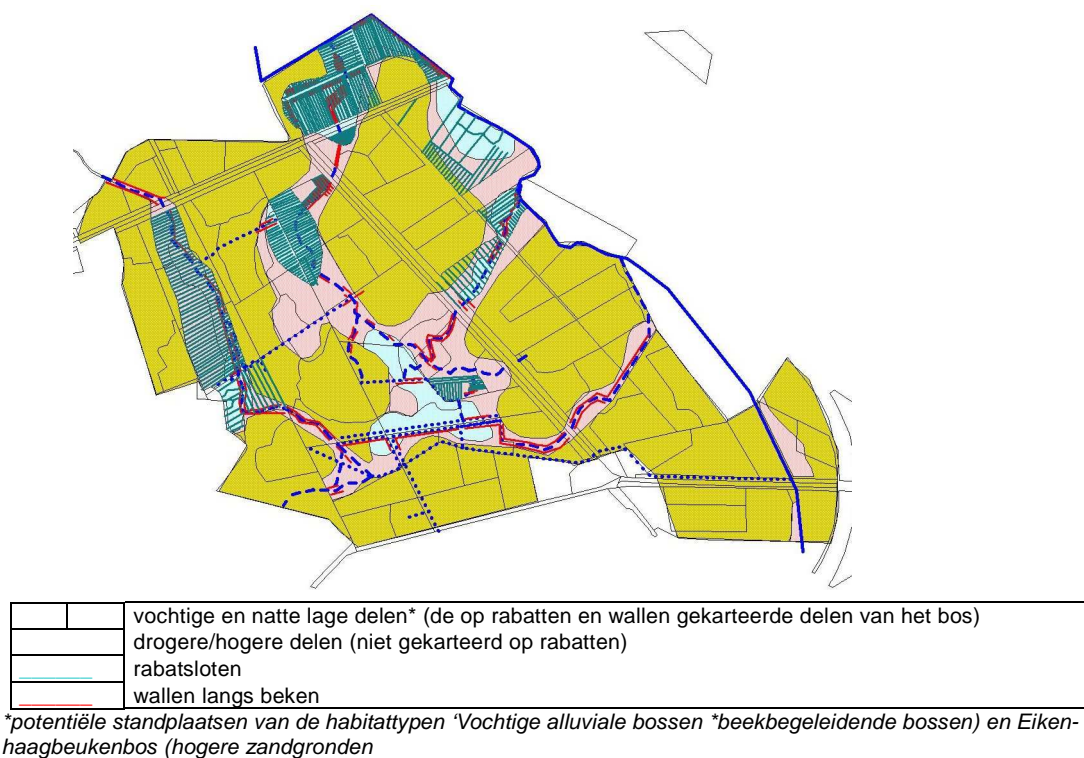 vochtige en natte lage delen* (de op rabatten en wallen gekarteerde delen van het bos)
drogere/hogere delen (niet gekarteerd op rabatten)
rabatsloten
wallen langs beken
*potentiële standplaatsen van de habitattypen ‘Vochtige alluviale bossen *beekbegeleidende bossen) en Eiken-
haagbeukenbos (hogere zandgronden